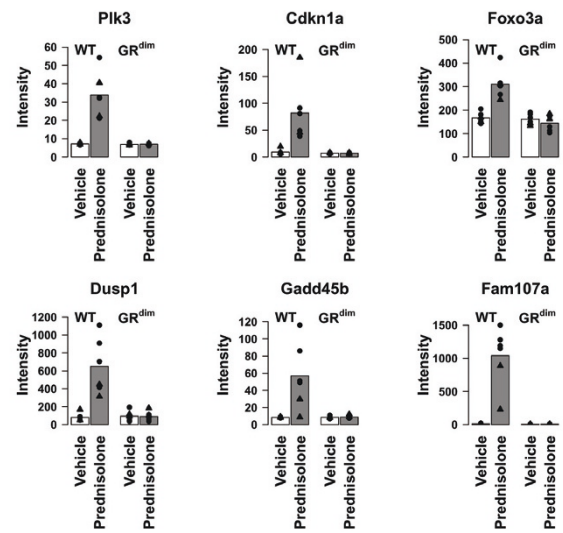 Plk3
Intensity
60
50
40
30
20
10
0
WT GRdim
Vehicle
Prednisolone
Vehicle
Prednisolone
Cdkn1a
Intensity
200
150
100
50
0
WT GRdim
Vehicle
Prednisolone
Vehicle
Prednisolone
Foxo3a
Intensity
500
400
300
200
100
0
WT GRdim
Vehicle
Prednisolone
Vehicle
Prednisolone
Dusp1
Intensity
1200
1000
800
600
400
200
0
WT GRdim
Vehicle
Prednisolone
Vehicle
Prednisolone
Gadd45b
Intensity
120
100
80
60
40
20
0
WT GRdim
Vehicle
Prednisolone
Vehicle
Prednisolone
Fam107a
Intensity
1500
1000
500
0
WT GRdim
Vehicle
Prednisolone
Vehicle
Prednisolone